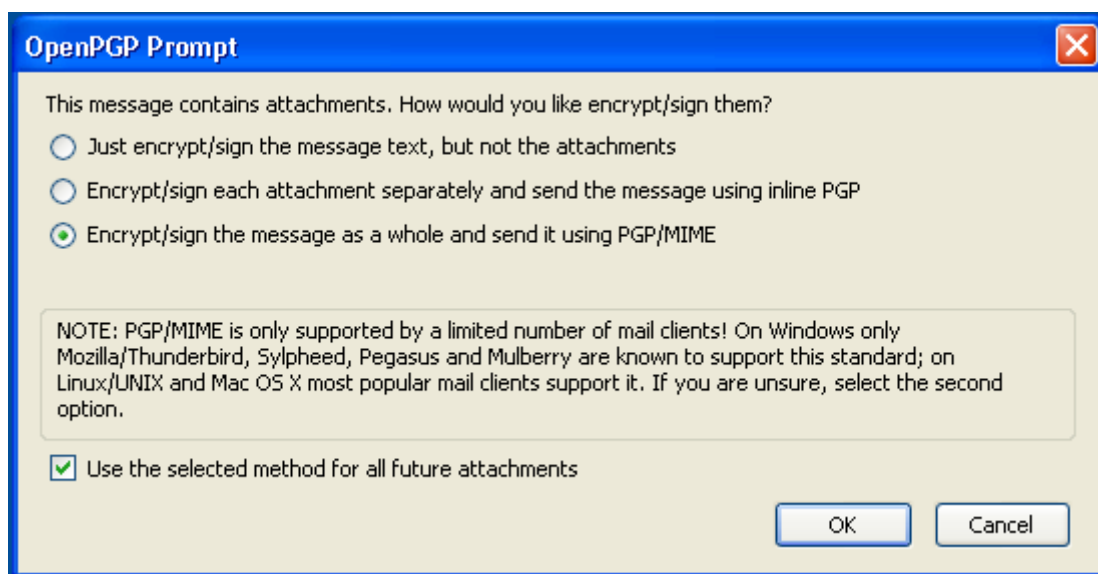 OpenPGP Prompt
This message contains attachments. How would you like encrypt/sign them?
Just encrypt/sign the message text, but not the attachments
Encrypt/sign each attachment separately and send the message using inline PGP
Encrypt/sign the message as a whole and send it using PGP/MIME
NOTE: PGP/MIME is only supported by a limited number of mail clients! On Windows only
Mozilla/Thunderbird, Sylpheed, Pegasus and Mulberry are known to support this standard; on
Linux/UNIX and Mac OS X most popular mail clients support it. If you are unsure, select the second
option.
Use the selected method for all future attachments
OK
Cancel